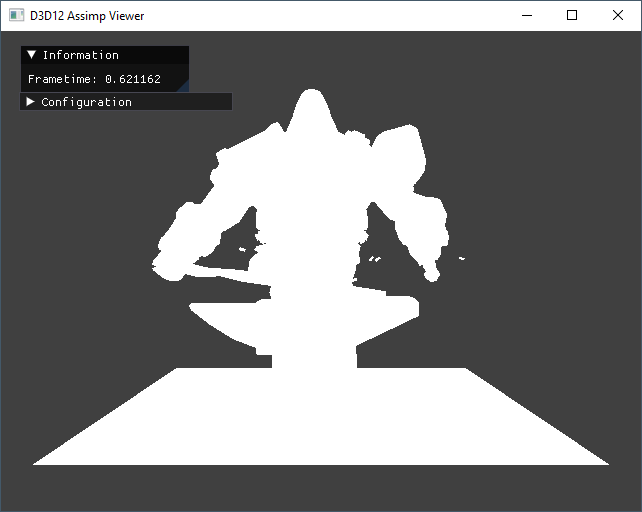 D3D12 Assimp Viewer
Information
Frametime: 0.621162
Configuration